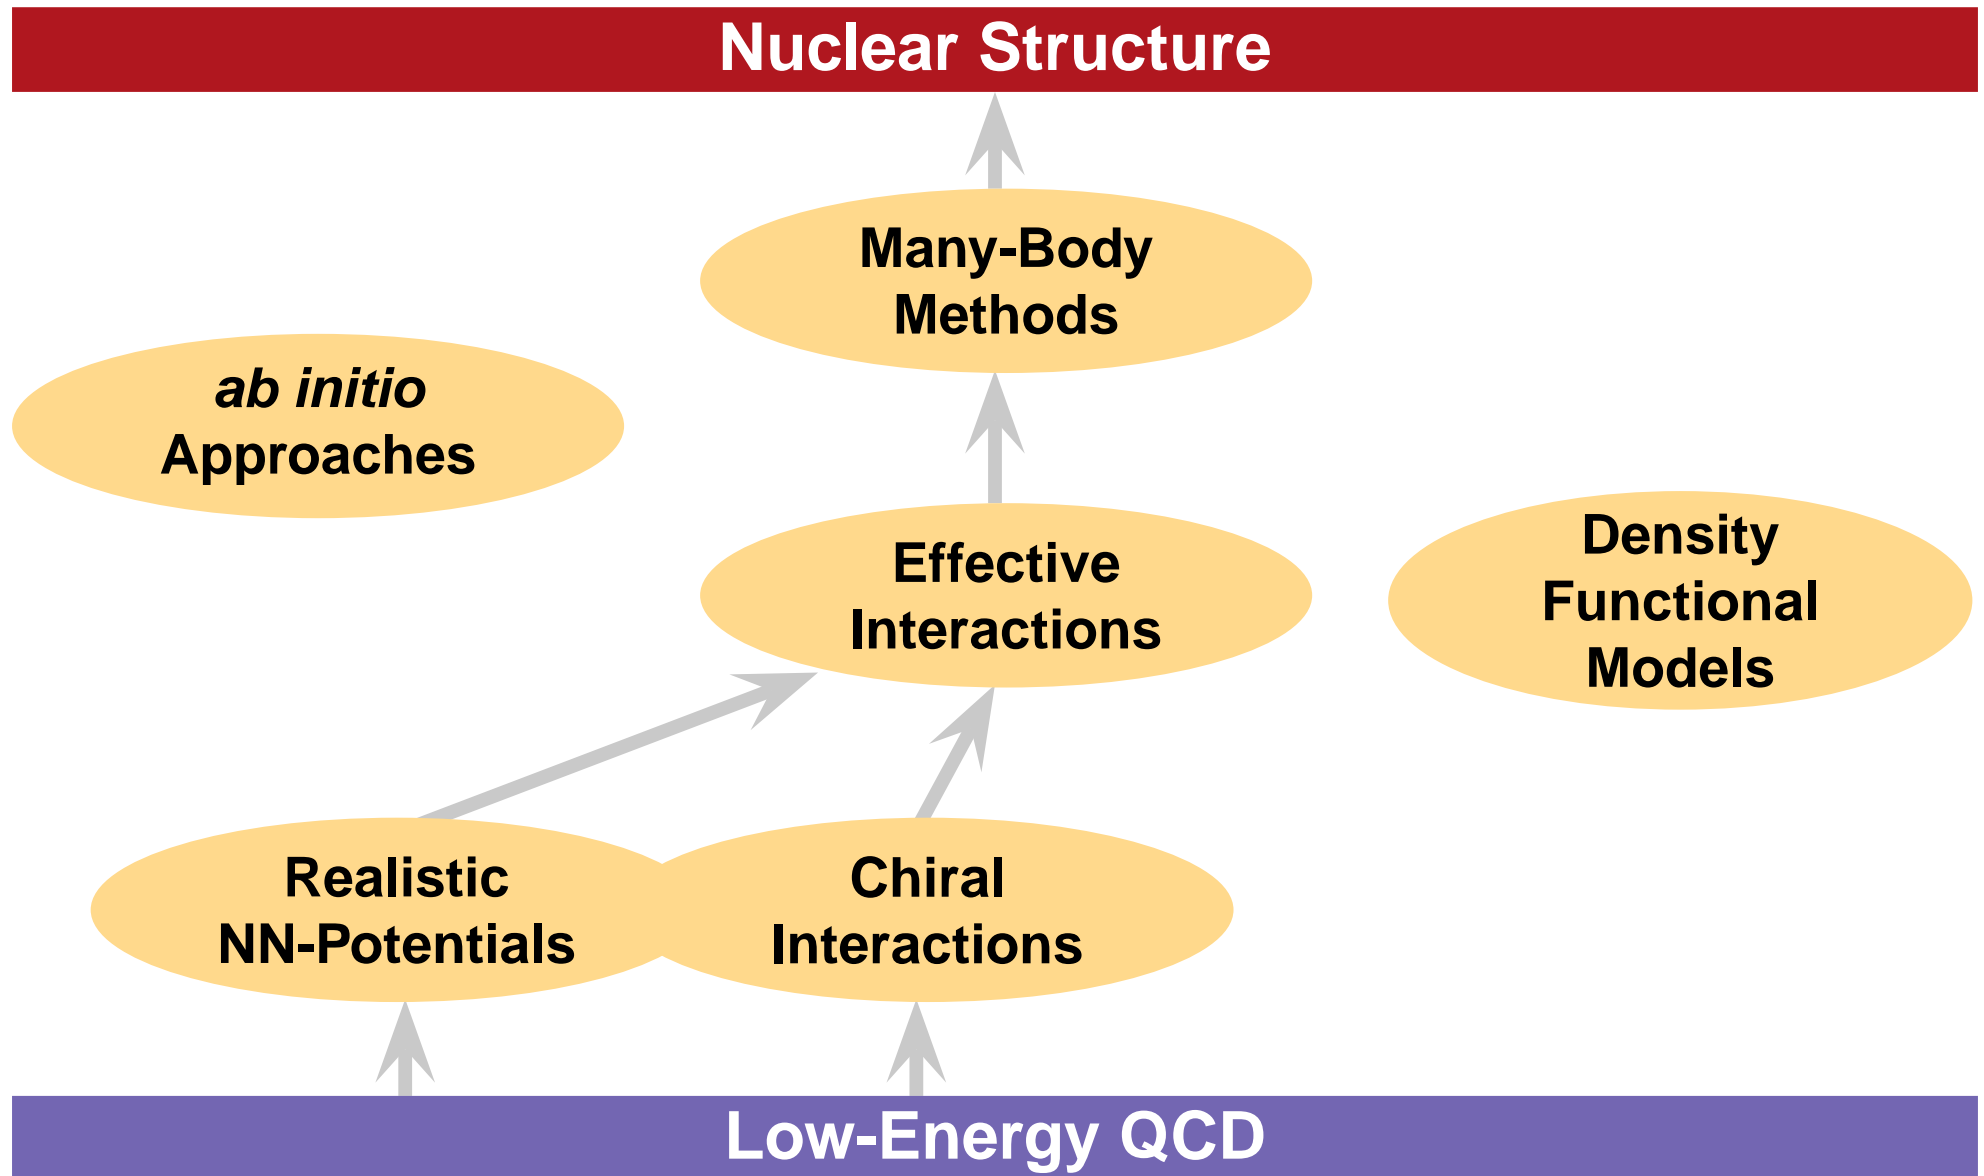 Nuclear Structure
Many-Body
Methods
ab initio
Approaches
Effective
Interactions
Density
Functional
Models
Realistic
NN-Potentials
Chiral
Interactions
Low-Energy QCD